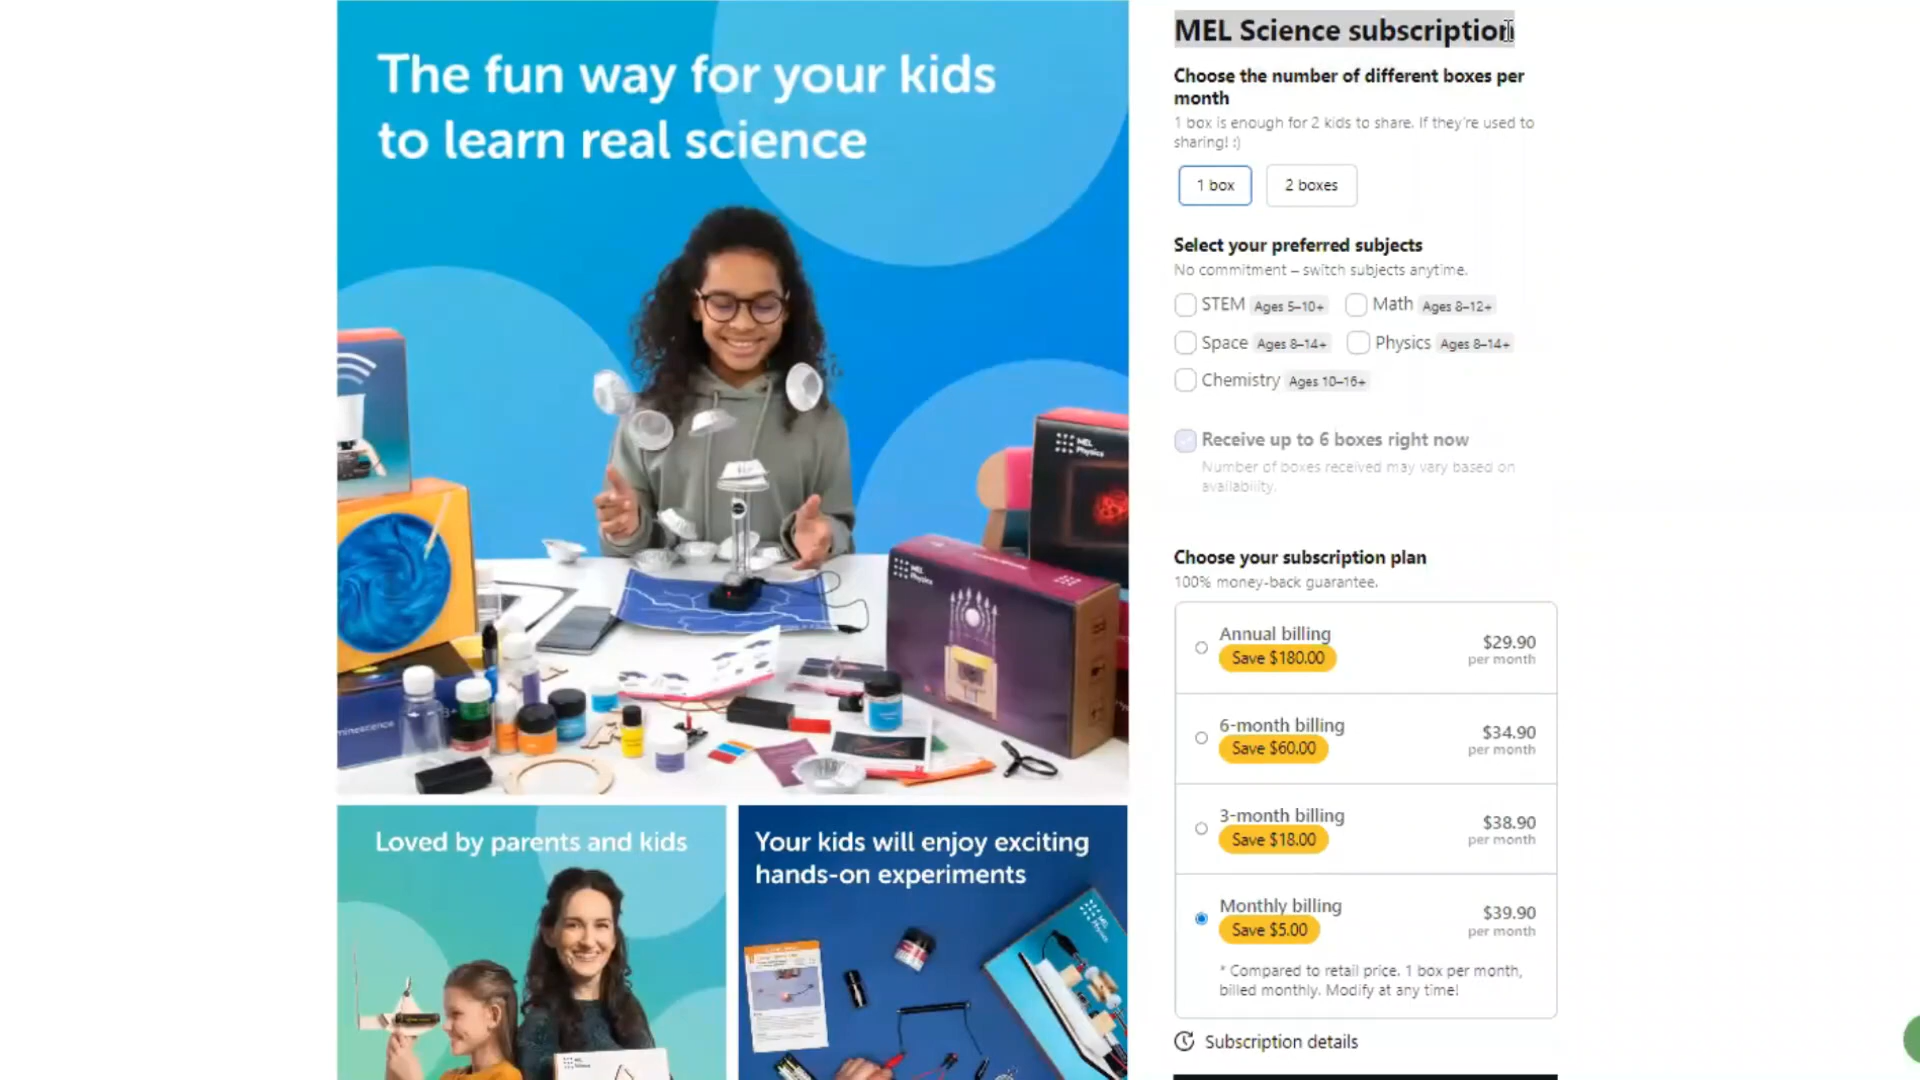 The fun way for your kids
to learn real science
MEL
Physics
MEL
Physics
Loved by parents and kids
Your kids will enjoy exciting
hands-on experiments
MEL
Physics
MEL Science subscription
Choose the number of different boxes per
month
1 box is enough for 2 kids to share. If they're used to
sharing! :)
1 box
2 boxes
Select your preferred subjects
No commitment – switch subjects anytime.
STEM Ages 5–10+
Math Ages 8–12+
Space Ages 8–14+
Physics Ages 8–14+
Chemistry Ages 10–16+
Receive up to 6 boxes right now
Number of boxes received may vary based on
availability.
Choose your subscription plan
100% money-back guarantee.
Annual billing
Save $180.00
$29.90
per month
6-month billing
Save $60.00
$34.90
per month
3-month billing
Save $18.00
$38.90
per month
Monthly billing
Save $5.00
$39.90
per month
* Compared to retail price. 1 box per month,
billed monthly. Modify at any time!
Subscription details